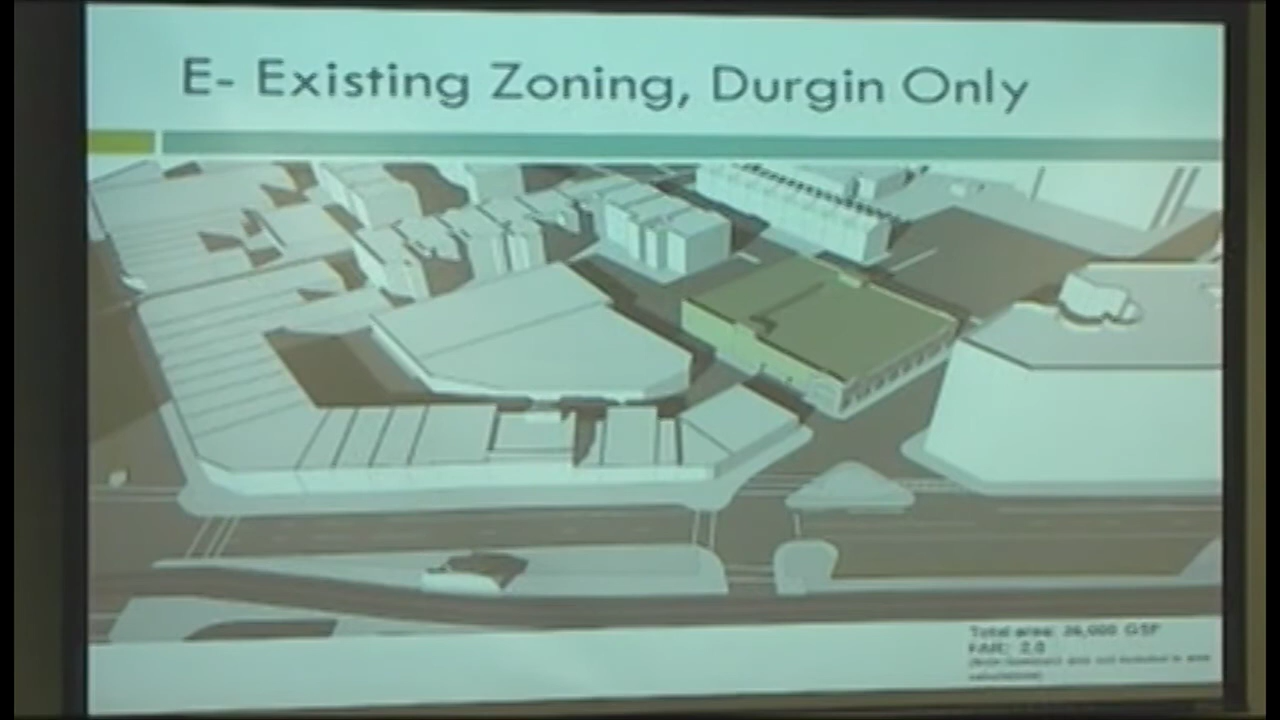 E- Existing Zoning, Durgin Only
Total area: 26,000 GSF
FAR: 2.0